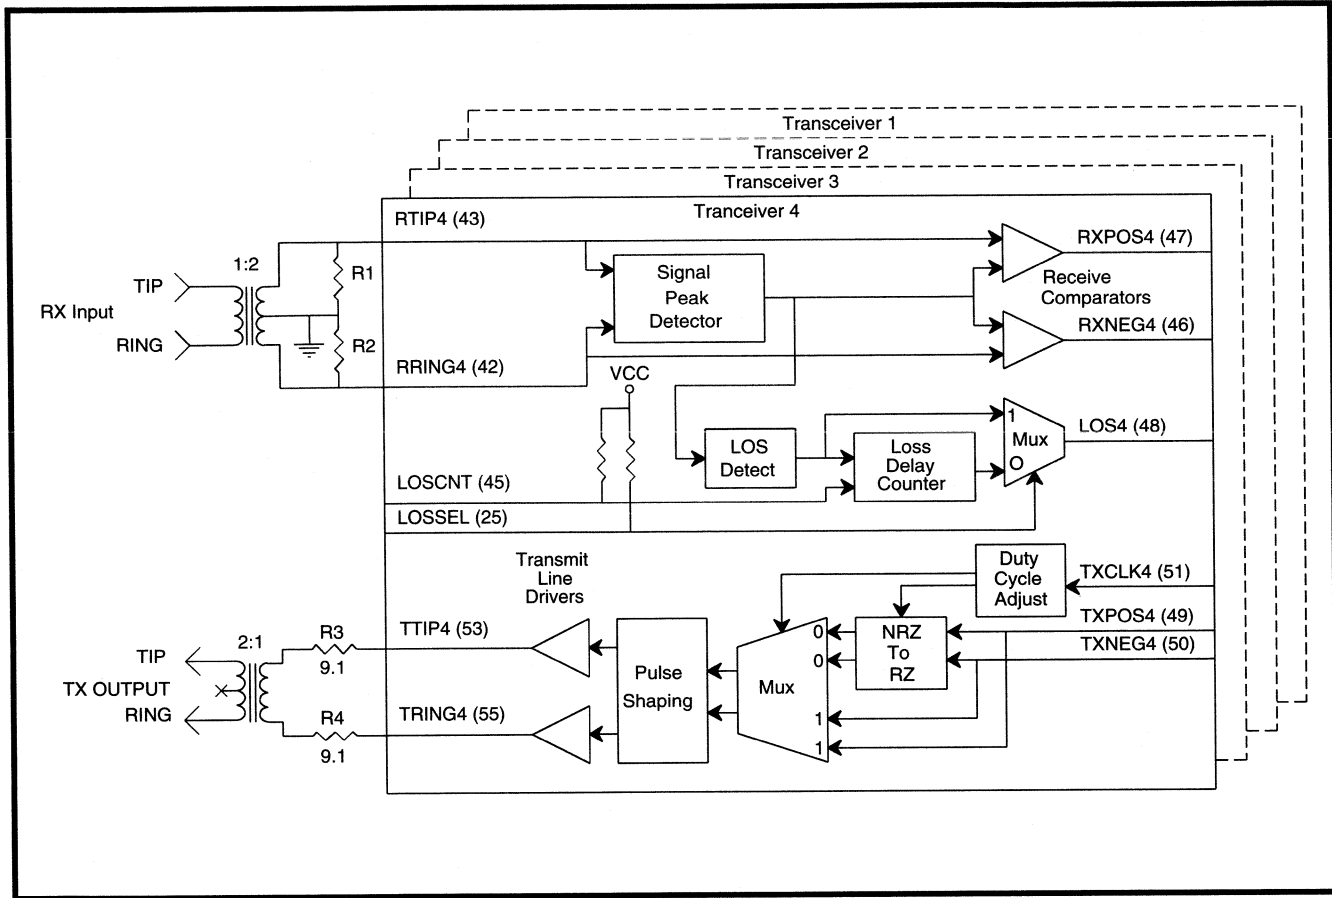 Transceiver 1
Transceiver 2
Transceiver 3
Tranceiver 4
RTIP4 (43)
RXPOS4 (47)
1:2
R1
Signal
Peak
Detector
TIP
Receive
Comparators
RX Input
RING
R2
RXNEG4 (46)
RRING4 (42)
VCC
1
Mux
O
LOS4 (48)
LOS
Detect
Loss
Delay
Counter
LOSCNT (45)
LOSSEL (25)
Transmit
Line
Drivers
Duty
Cycle
Adjust
TXCLK4 (51)
TXPOS4 (49)
TXNEG4 (50)
2:1
R3
9.1
TTIP4 (53)
0
0
NRZ
To
RZ
TIP
TX OUTPUT
RING
Pulse
Shaping
Mux
R4
9.1
TRING4 (55)
1
1